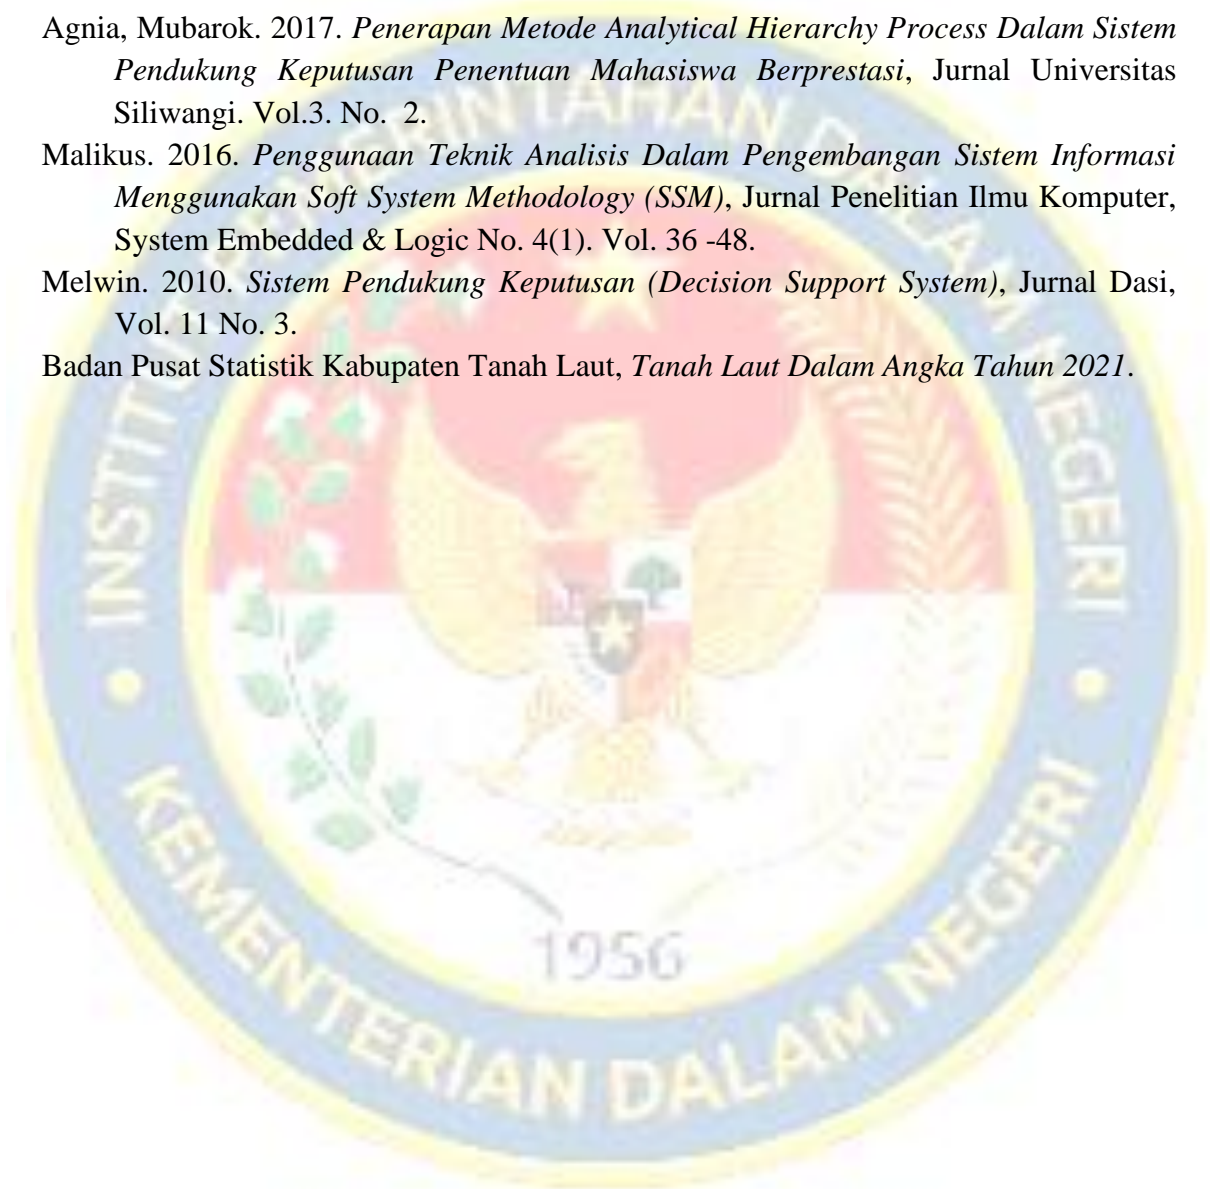 Agnia, Mubarok. 2017. Penerapan Metode Analytical Hierarchy Process Dalam Sistem
Pendukung Keputusan Penentuan Mahasiswa Berprestasi, Jurnal Universitas
Siliwangi. Vol.3. No. 2.
Malikus. 2016. Penggunaan Teknik Analisis Dalam Pengembangan Sistem Informasi
Menggunakan Soft System Methodology (SSM), Jurnal Penelitian Ilmu Komputer,
System Embedded & Logic No. 4(1). Vol. 36 -48.
Melwin. 2010. Sistem Pendukung Keputusan (Decision Support System), Jurnal Dasi,
Vol. 11 No. 3.
Badan Pusat Statistik Kabupaten Tanah Laut, Tanah Laut Dalam Angka Tahun 2021.
INSTITUT PEMERINTAHAN DALAM NEGERI
1956
KEMENTERIAN DALAM NEGERI